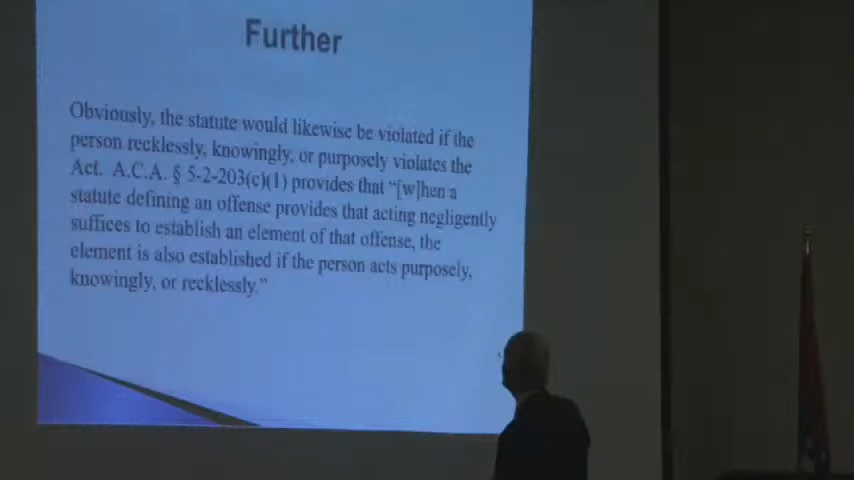 Further
Obviously, the statute would likewise be violated if the
person recklessly, knowingly, or purposely violates the
Act. A.C.A. § 5-2-203(c)(1) provides that “[w]hen a
statute defining an offense provides that acting negligently
suffices to establish an element of that offense, the
element is also established if the person acts purposely,
knowingly, or recklessly.”